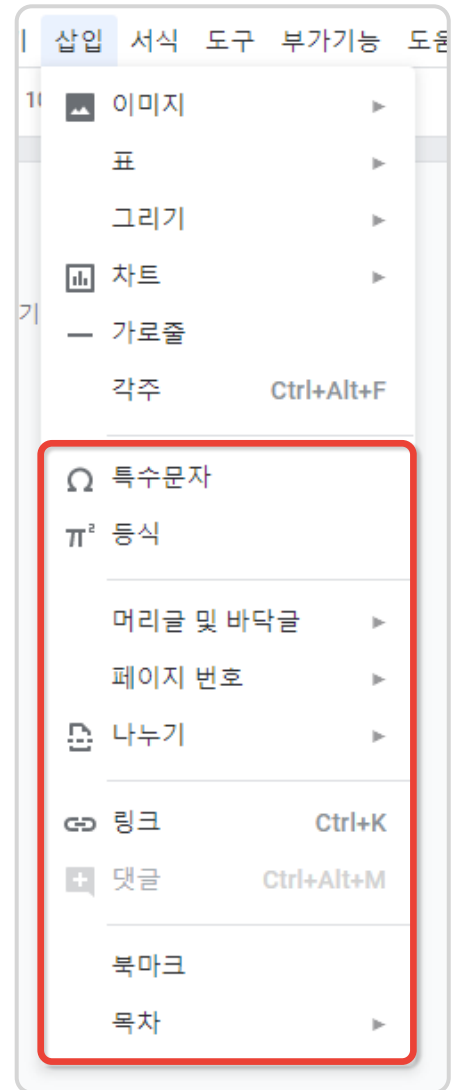 삽입 서식 도구 부가기능
10
이미지
표
그리기
차트
기
가로줄
각주 Ctrl+Alt+F
특수문자
등식
머리글 및 바닥글
페이지 번호
나누기
링크 Ctrl+K
댓글 Ctrl+Alt+M
북마크
목차